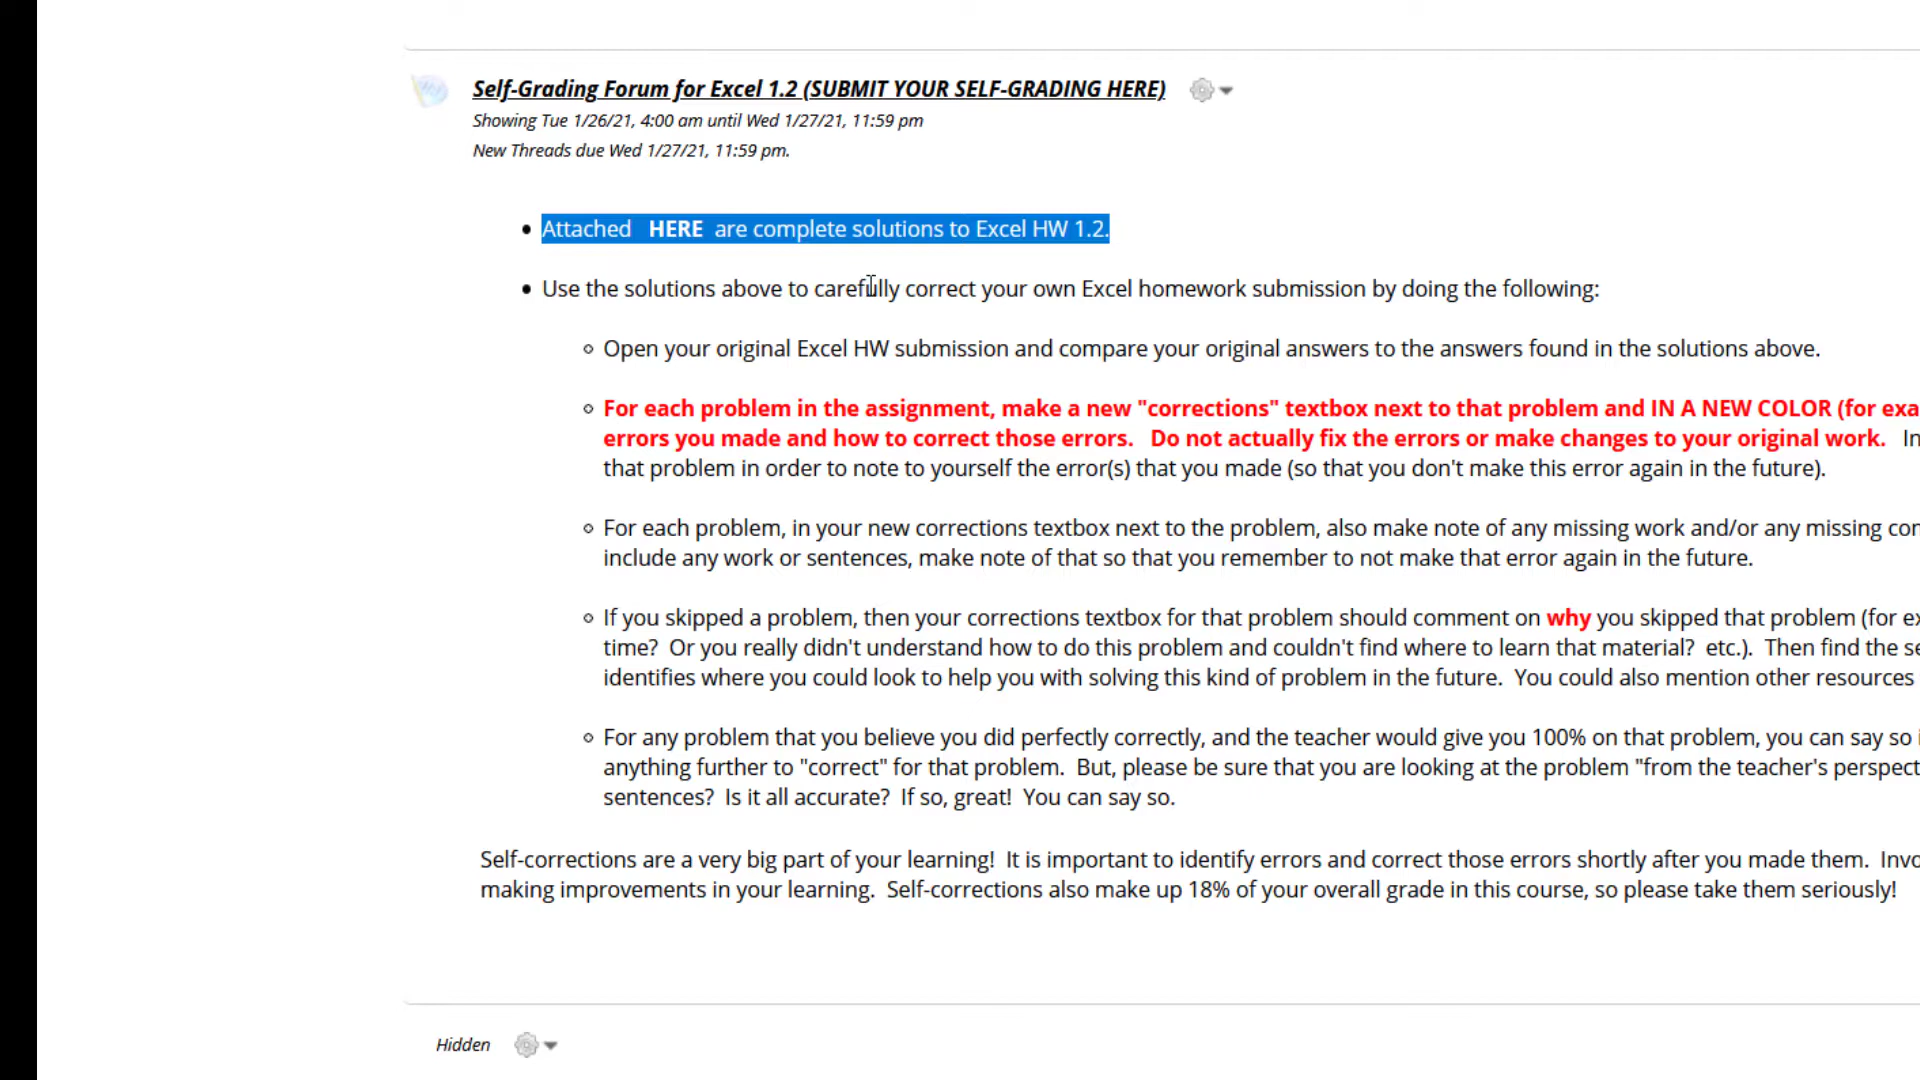 Self-Grading Forum for Excel 1.2 (SUBMIT YOUR SELF-GRADING HERE)
Showing Tue 1/26/21, 4:00 am until Wed 1/27/21, 11:59 pm
New Threads due Wed 1/27/21, 11:59 pm.
Attached HERE are complete solutions to Excel HW 1.2.
Use the solutions above to carefully correct your own Excel homework submission by doing the following:
Open your original Excel HW submission and compare your original answers to the answers found in the solutions above.
For each problem in the assignment, make a new "corrections" textbox next to that problem and IN A NEW COLOR (for exa
errors you made and how to correct those errors. Do not actually fix the errors or make changes to your original work. In
that problem in order to note to yourself the error(s) that you made (so that you don't make this error again in the future).
For each problem, in your new corrections textbox next to the problem, also make note of any missing work and/or any missing con
include any work or sentences, make note of that so that you remember to not make that error again in the future.
If you skipped a problem, then your corrections textbox for that problem should comment on why you skipped that problem (for ex
time? Or you really didn't understand how to do this problem and couldn't find where to learn that material? etc.). Then find the se
identifies where you could look to help you with solving this kind of problem in the future. You could also mention other resources
For any problem that you believe you did perfectly correctly, and the teacher would give you 100% on that problem, you can say so i
anything further to "correct" for that problem. But, please be sure that you are looking at the problem "from the teacher's perspect
sentences? Is it all accurate? If so, great! You can say so.
Self-corrections are a very big part of your learning! It is important to identify errors and correct those errors shortly after you made them. Invo
making improvements in your learning. Self-corrections also make up 18% of your overall grade in this course, so please take them seriously!
Hidden